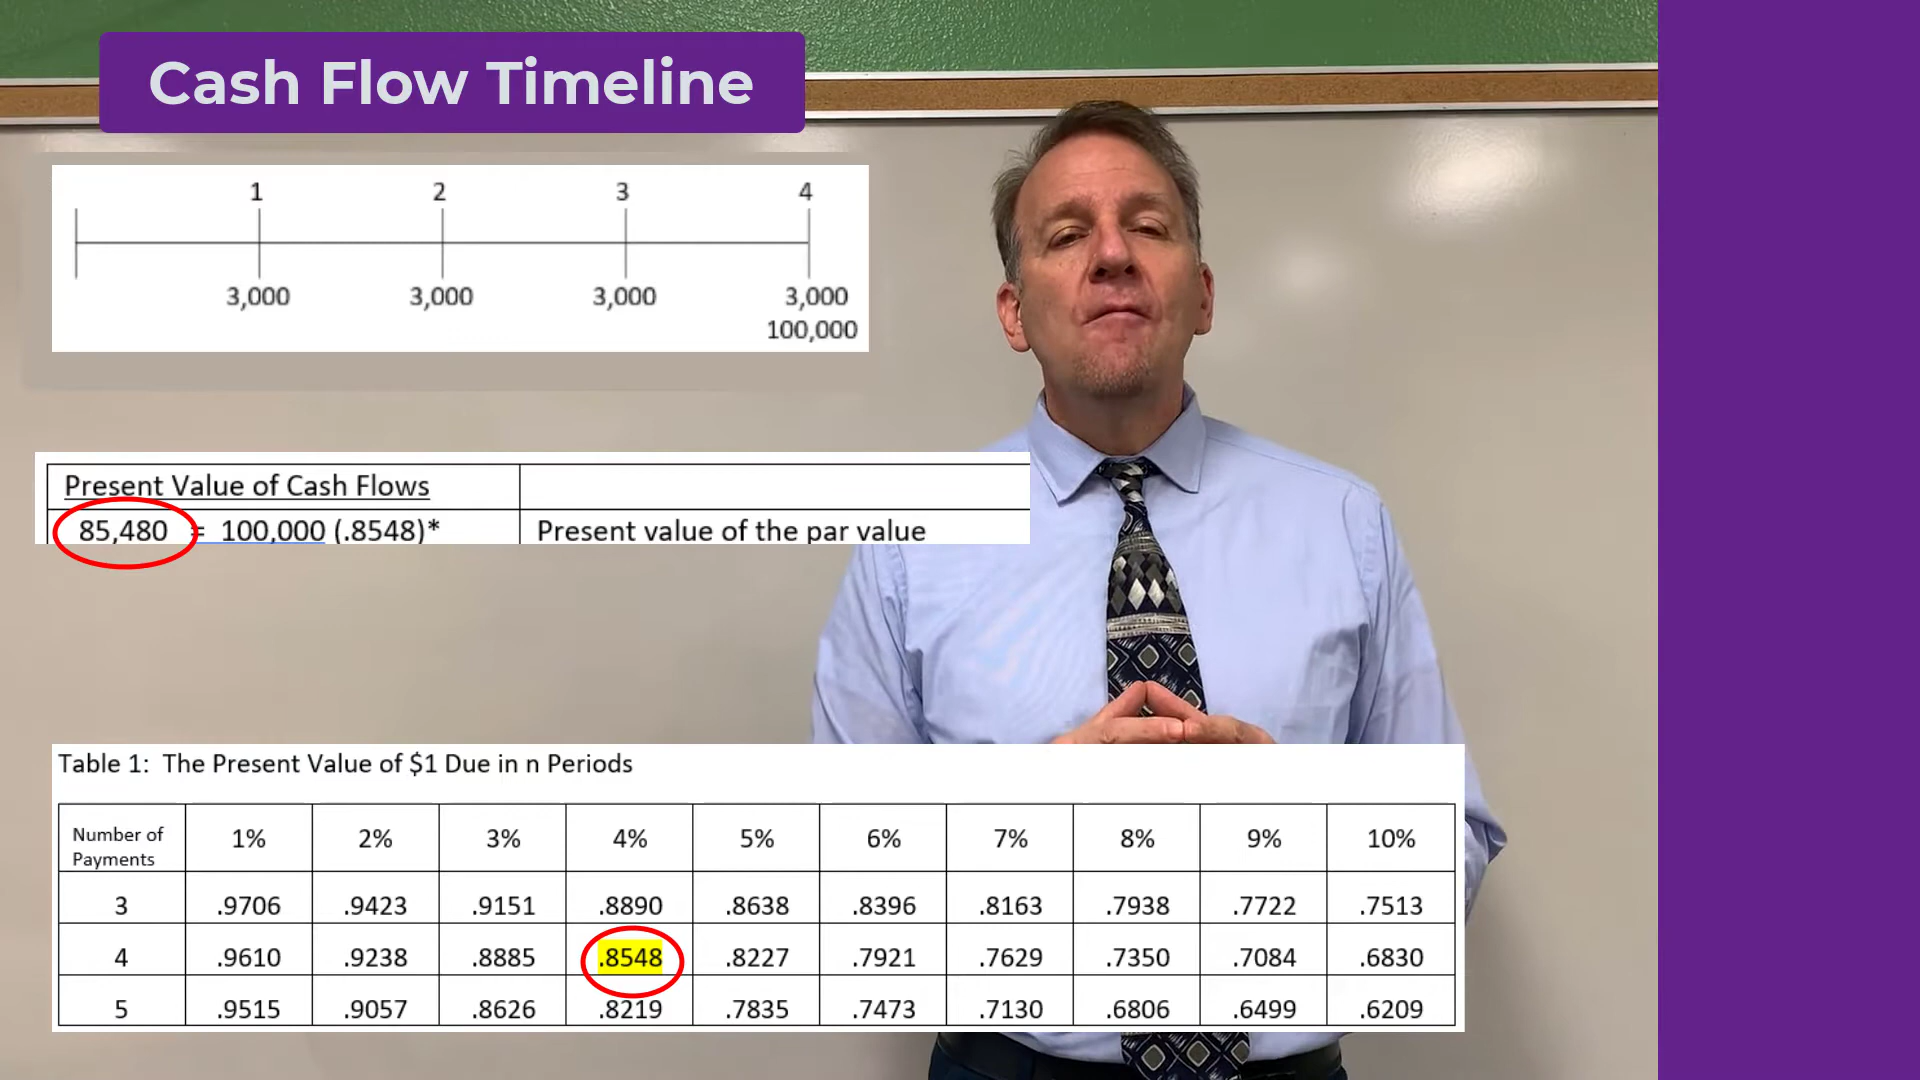 Cash Flow Timeline
1 2 3 4
3,000 3,000 3,000 3,000
100,000
Present Value of Cash Flows
85,480 = 100,000 (.8548)* Present value of the par value
Table 1: The Present Value of $1 Due in n Periods
Number of Payments 1% 2% 3% 4% 5% 6% 7% 8% 9% 10%
3 .9706 .9423 .9151 .8890 .8638 .8396 .8163 .7938 .7722 .7513
4 .9610 .9238 .8885 .8548 .8227 .7921 .7629 .7350 .7084 .6830
5 .9515 .9057 .8626 .8219 .7835 .7473 .7130 .6806 .6499 .6209